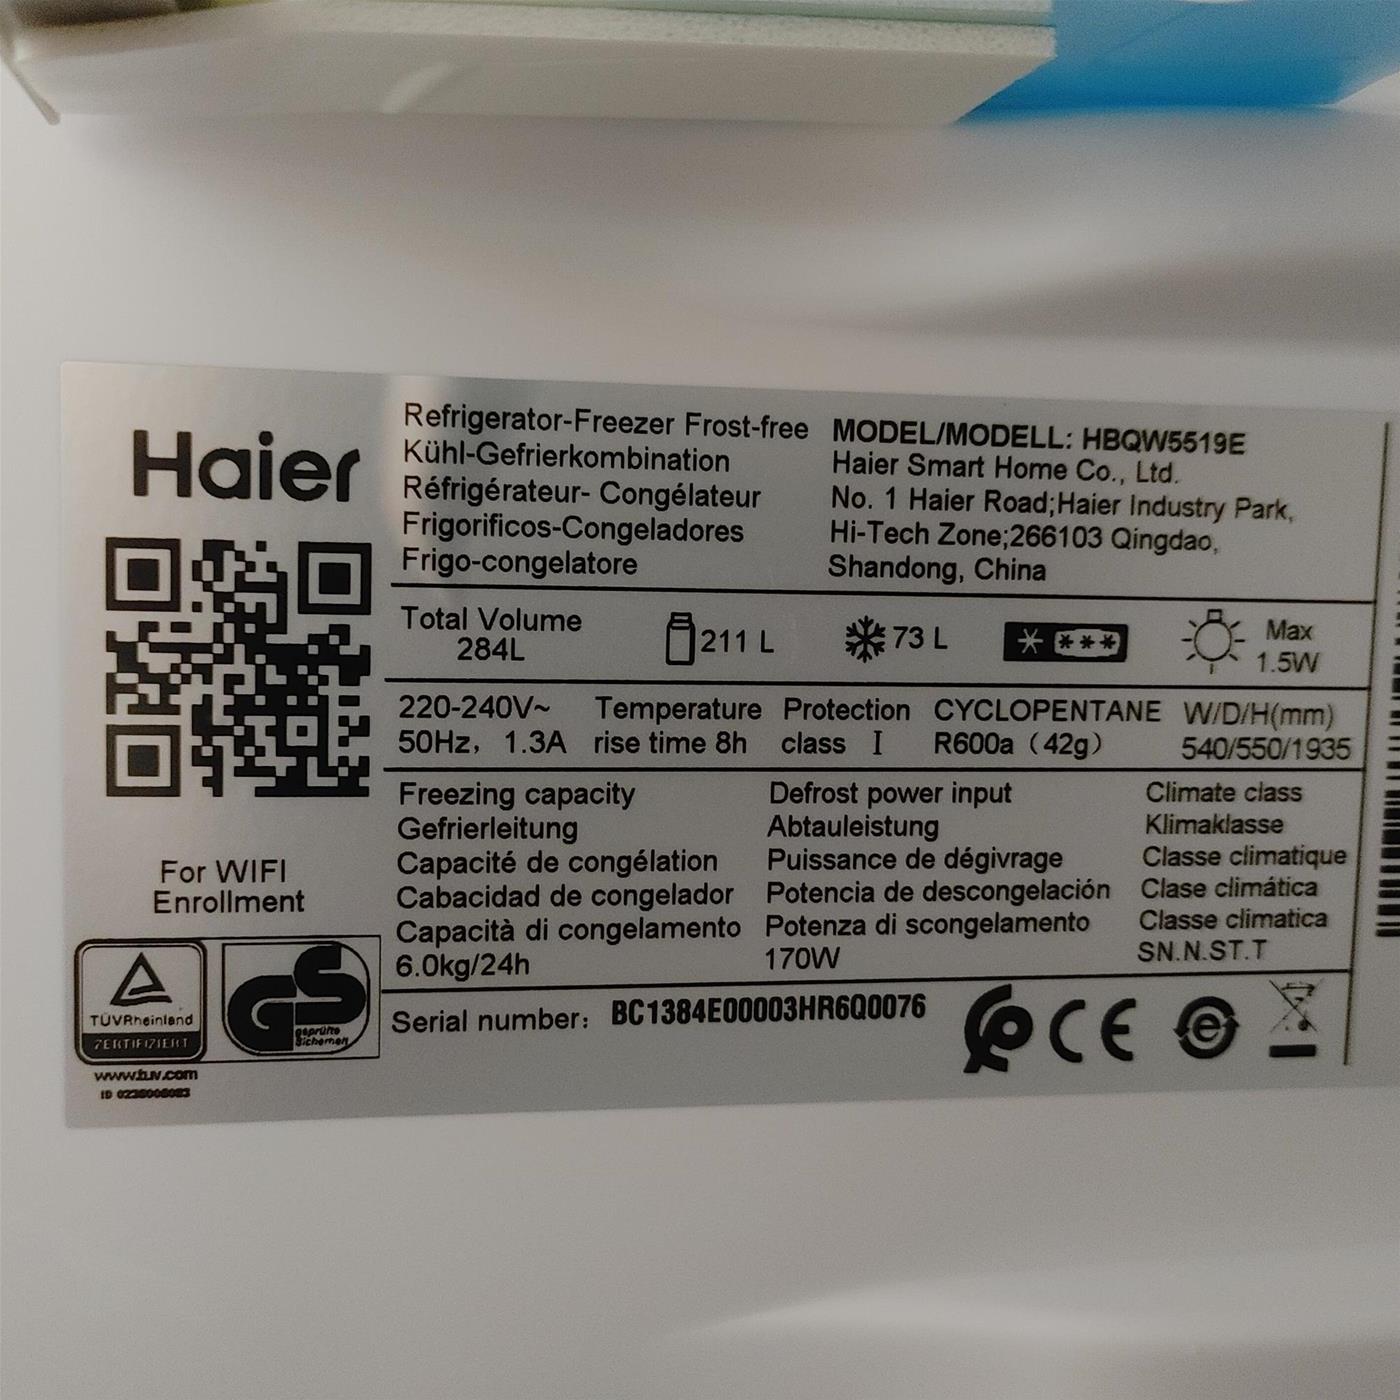 Haier
Refrigerator-Freezer Frost-free
Kühl-Gefrierkombination
Réfrigérateur- Congélateur
Frigorificos-Congeladores
Frigo-congelatore
MODEL/MODELL: HBQW5519E
Haier Smart Home Co., Ltd.
No. 1 Haier Road;Haier Industry Park,
Hi-Tech Zone;266103 Qingdao,
Shandong, China
Total Volume
284L
211 L
73 L
Max
1.5W
220-240V~
50Hz, 1.3A
Temperature
rise time 8h
Protection
class I
CYCLOPENTANE
R600a (42g)
W/D/H(mm)
540/550/1935
Freezing capacity
Gefrierleitung
Capacité de congélation
Cabacidad de congelador
Capacità di congelamento
6.0kg/24h
Defrost power input
Abtauleistung
Puissance de dégivrage
Potencia de descongelación
Potenza di scongelamento
170W
Climate class
Klimaklasse
Classe climatique
Clase climática
Classe climatica
SN.N.ST.T
For WIFI
Enrollment
TÜVRheinland
ZERTIFIZIERT
GS
geprüfte
Sicherheit
www.tuv.com
Serial number: BC1384E00003HR6Q0076
CE
e